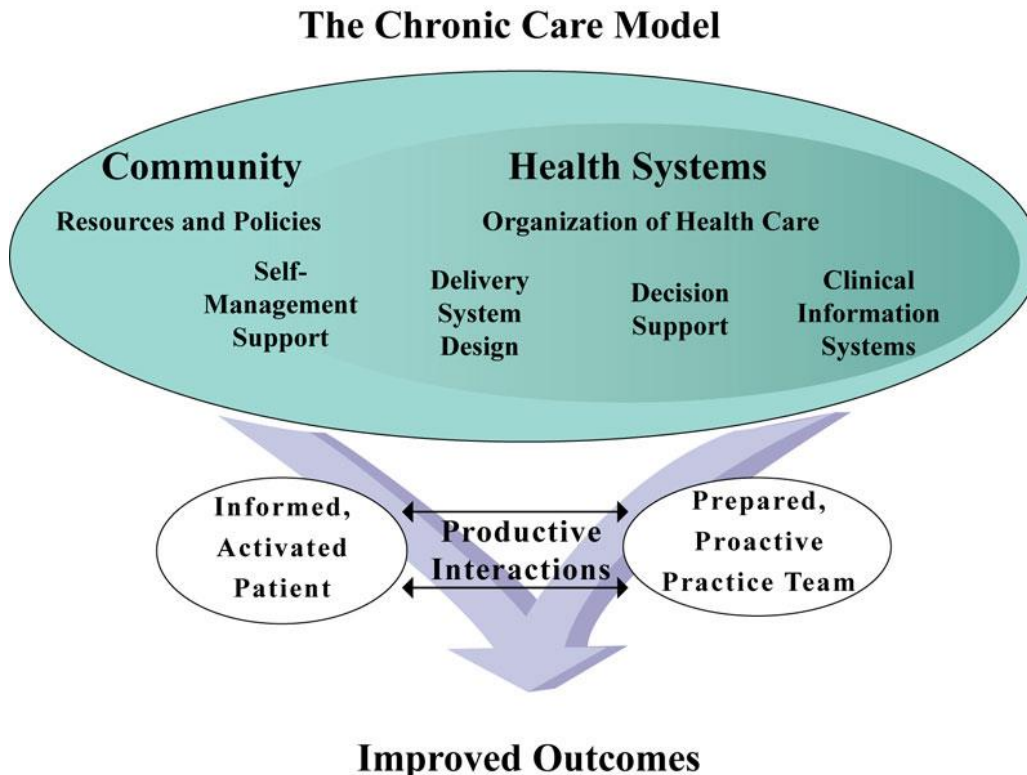 The Chronic Care Model
Community
Resources and Policies
Health Systems
Organization of Health Care
Self-
Management
Support
Delivery
System
Design
Decision
Support
Clinical
Information
Systems
Informed,
Activated
Patient
Productive
Interactions
Prepared,
Proactive
Practice Team
Improved Outcomes